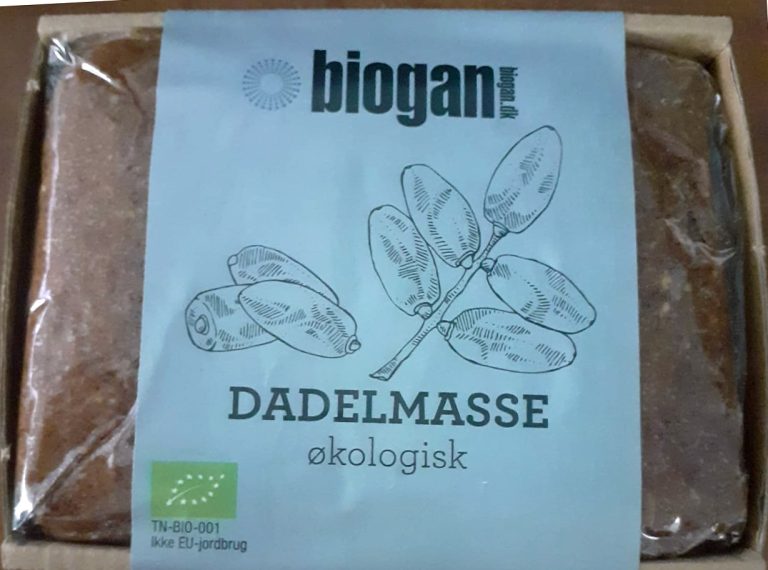 biogan
biogan.dk
DADELMASSE
økologisk
TN-BIO-001
Ikke EU-jordbrug